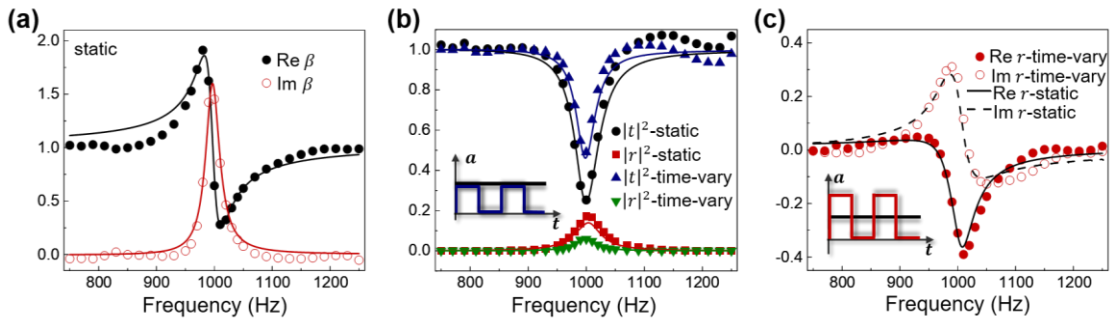 (a)
static
Re β
Im β
2.0
1.5
1.0
0.5
0.0
800 900 1000 1100 1200
Frequency (Hz)
(b)
1.0
0.8
0.6
0.4
0.2
0.0
|t|²-static
|r|²-static
|t|²-time-vary
|r|²-time-vary
a
t
800 900 1000 1100 1200
Frequency (Hz)
(c)
0.4
0.2
0.0
-0.2
-0.4
Re r-time-vary
Im r-time-vary
Re r-static
Im r-static
a
t
800 900 1000 1100 1200
Frequency (Hz)